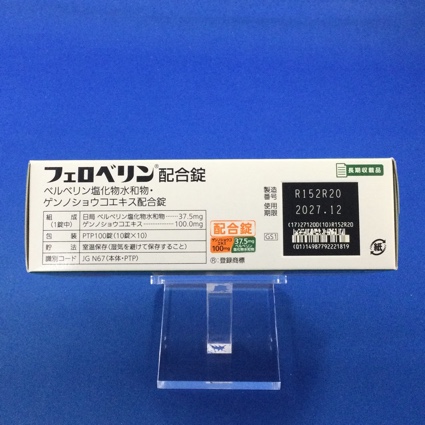 フェロベリン®配合錠
ベルベリン塩化物水和物・
ゲンノショウコエキス配合錠
組成(1錠中) 日局 ベルベリン塩化物水和物……37.5mg
ゲンノショウコエキス……100.0mg
包装 PTP100錠(10錠×10)
貯法 室温保存(湿気を避けて保存すること)
識別コード JG N67(本体・PTP)
配合錠
100mg
37.5mg
Ⓡ登録商標
長期収載品
製造番号 R152R20
使用期限 2027.12
GS1
(17)271200(10)R152R20
(01)14987792221819
紙